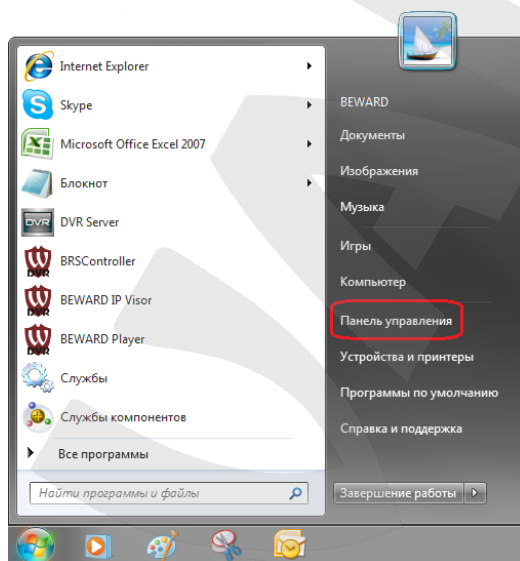 Internet Explorer
Skype
Microsoft Office Excel 2007
Блокнот
DVR Server
BRSController
BEWARD IP Visor
BEWARD Player
Службы
Службы компонентов
Все программы
Найти программы и файлы
BEWARD
Документы
Изображения
Музыка
Игры
Компьютер
Панель управления
Устройства и принтеры
Программы по умолчанию
Справка и поддержка
Завершение работы